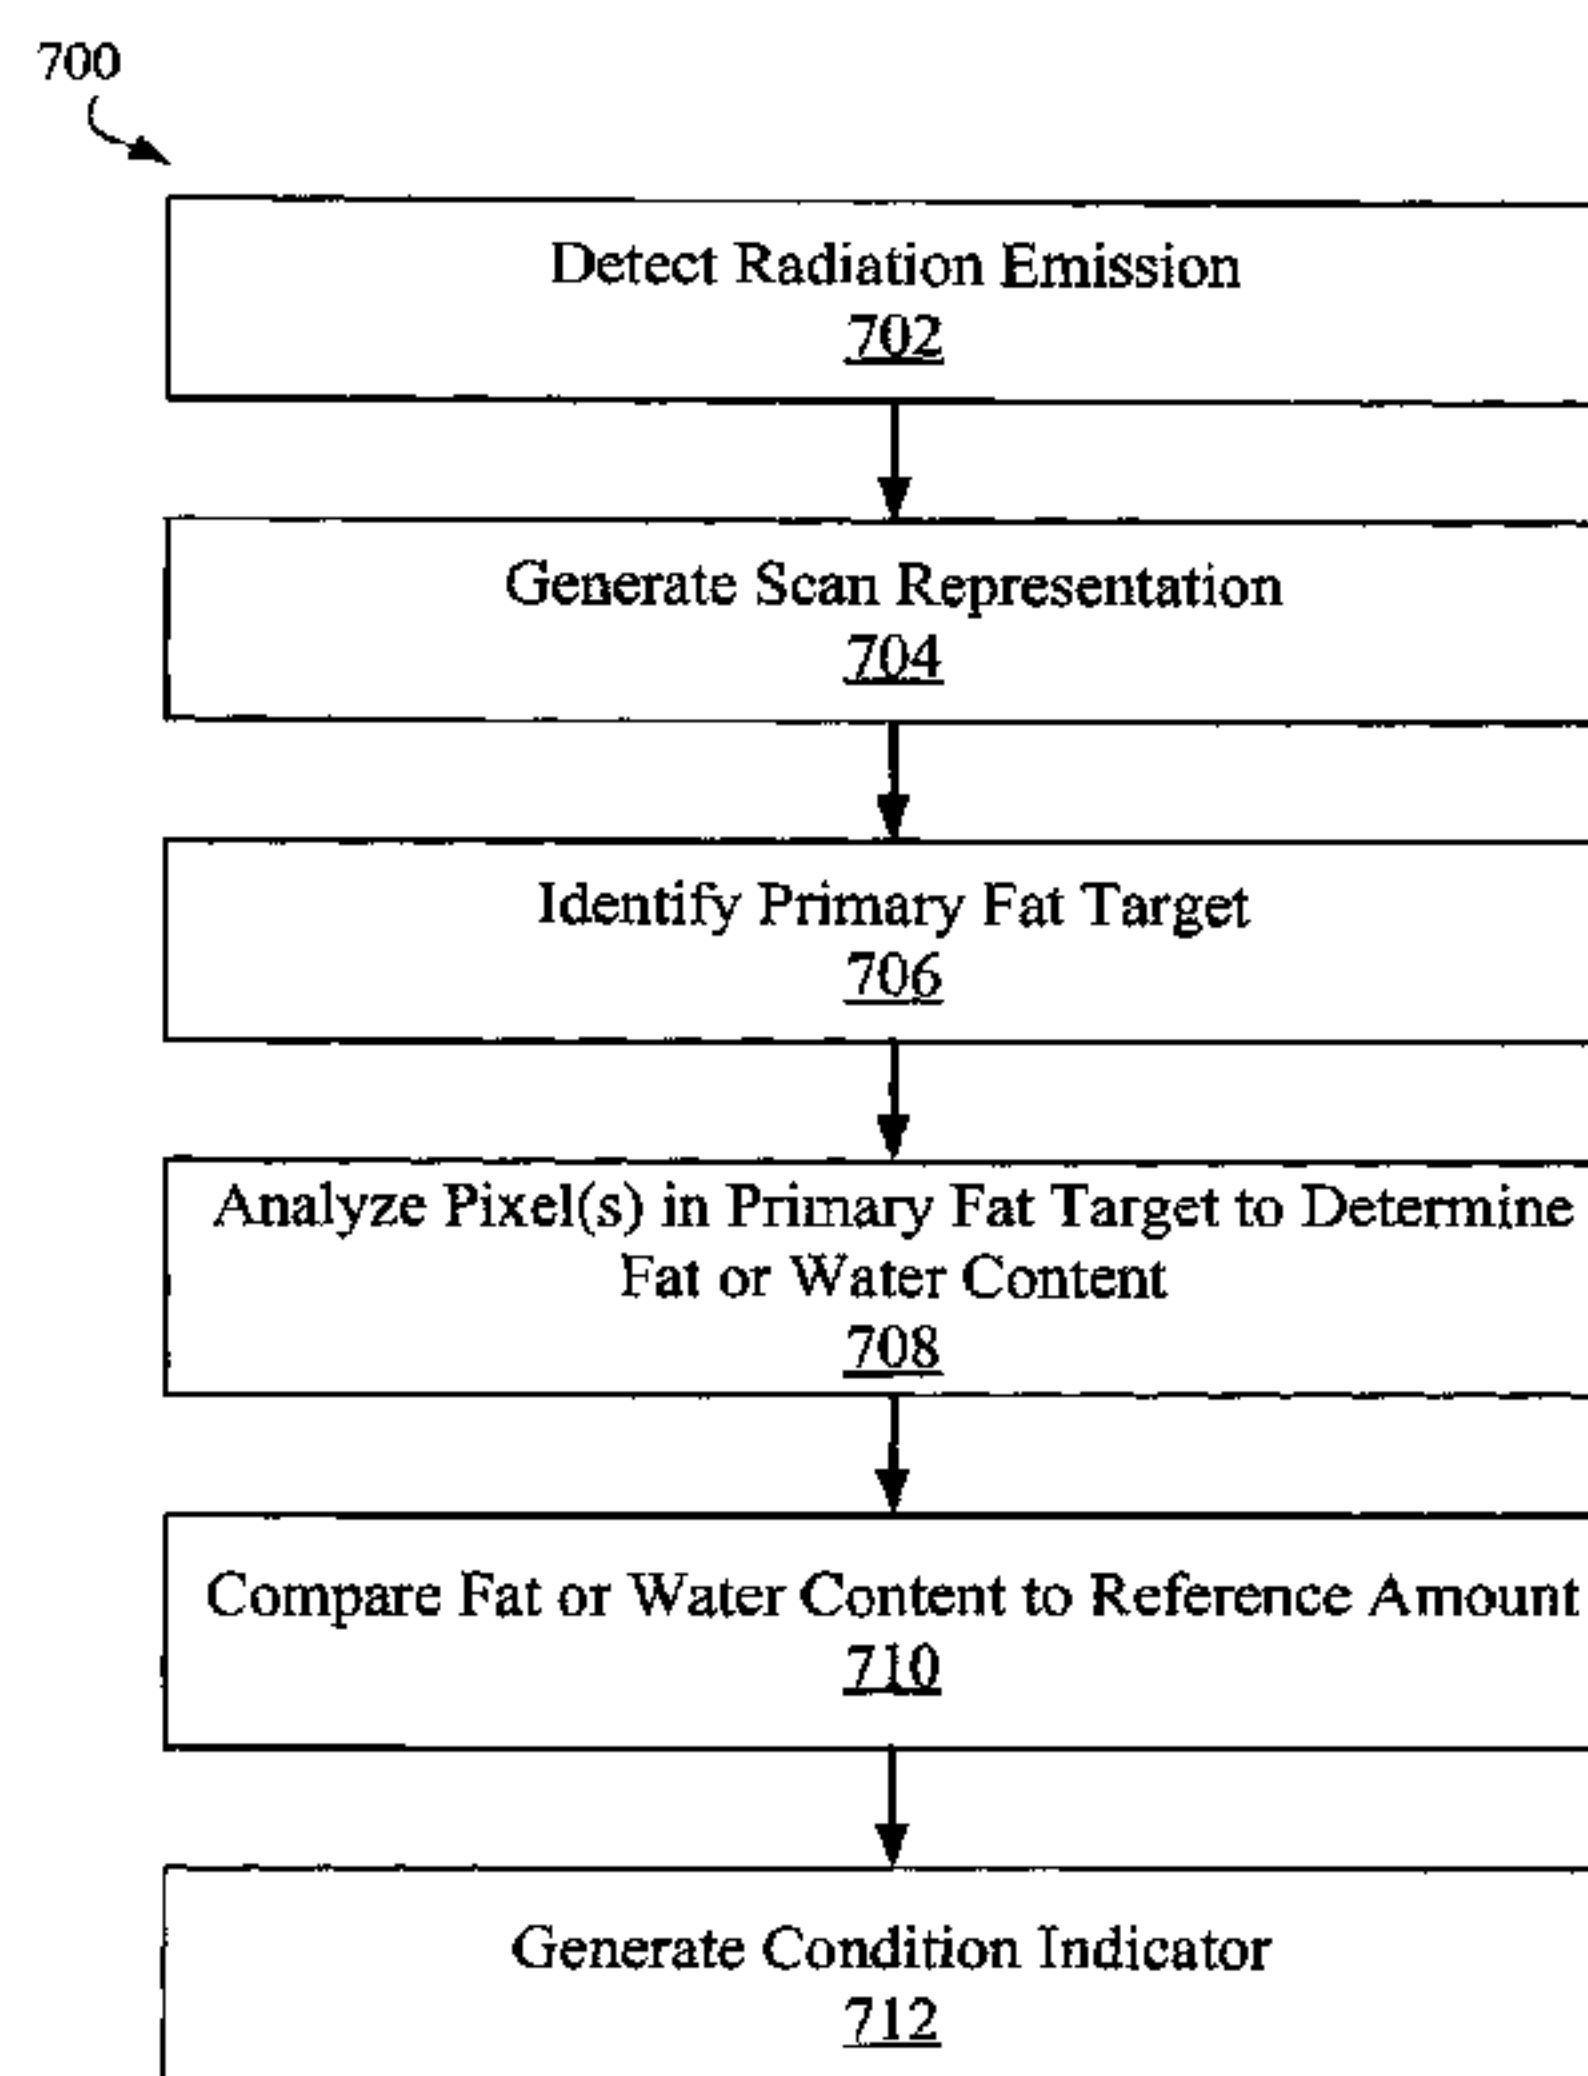 700
Detect Radiation Emission
702
Generate Scan Representation
704
Identify Primary Fat Target
706
Analyze Pixel(s) in Primary Fat Target to Determine
Fat or Water Content
708
Compare Fat or Water Content to Reference Amount
710
Generate Condition Indicator
712